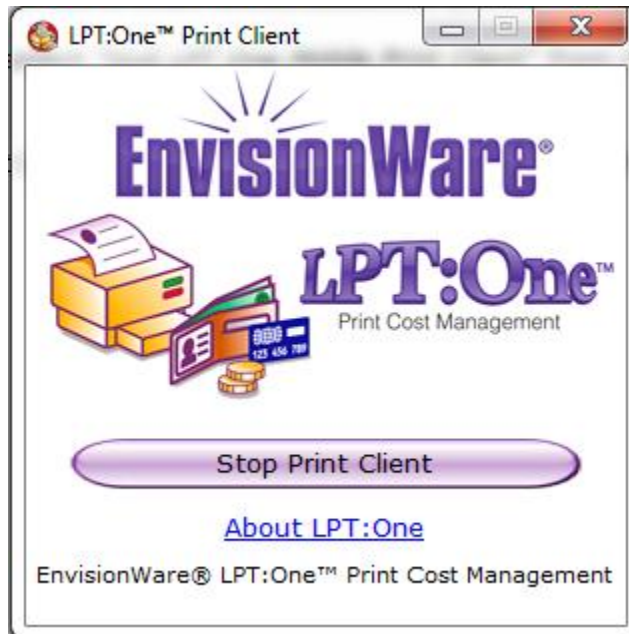 LPT:One™ Print Client
EnvisionWare®
LPT:One™
Print Cost Management
123 456 789
Stop Print Client
About LPT:One
EnvisionWare® LPT:One™ Print Cost Management